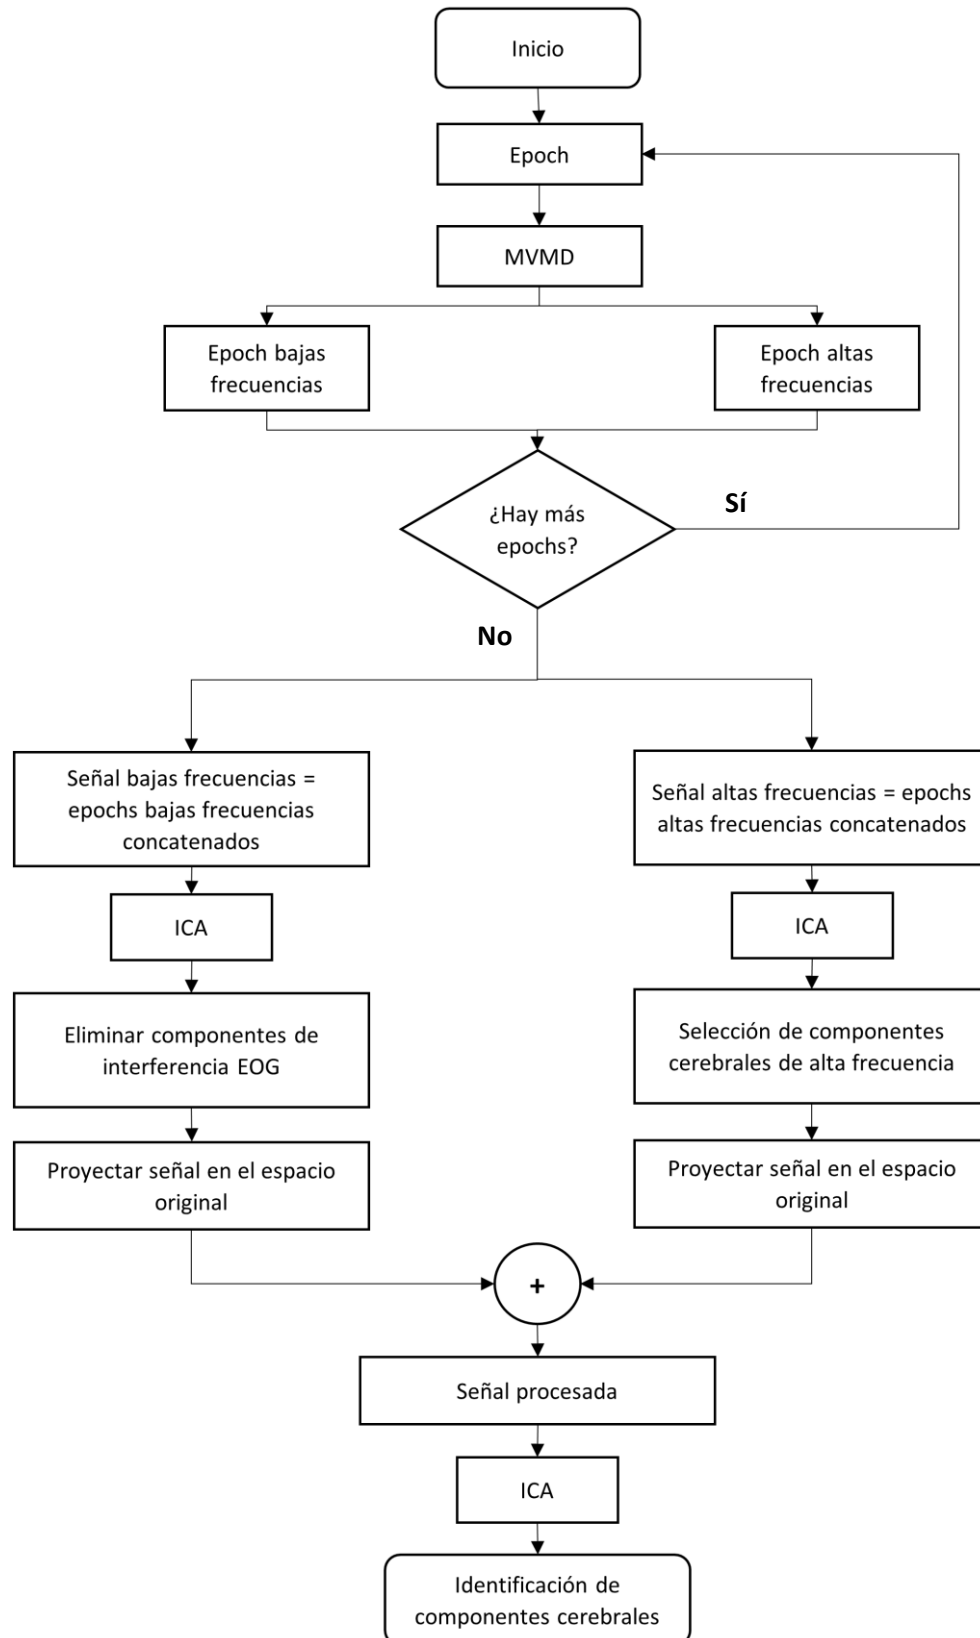 Inicio
Epoch
MVMD
Epoch bajas
frecuencias
Epoch altas
frecuencias
¿Hay más
epochs?
Sí
No
Señal bajas frecuencias =
epochs bajas frecuencias
concatenados
Señal altas frecuencias = epochs
altas frecuencias concatenados
ICA
ICA
Eliminar componentes de
interferencia EOG
Selección de componentes
cerebrales de alta frecuencia
Proyectar señal en el espacio
original
Proyectar señal en el espacio
original
+
Señal procesada
ICA
Identificación de
componentes cerebrales